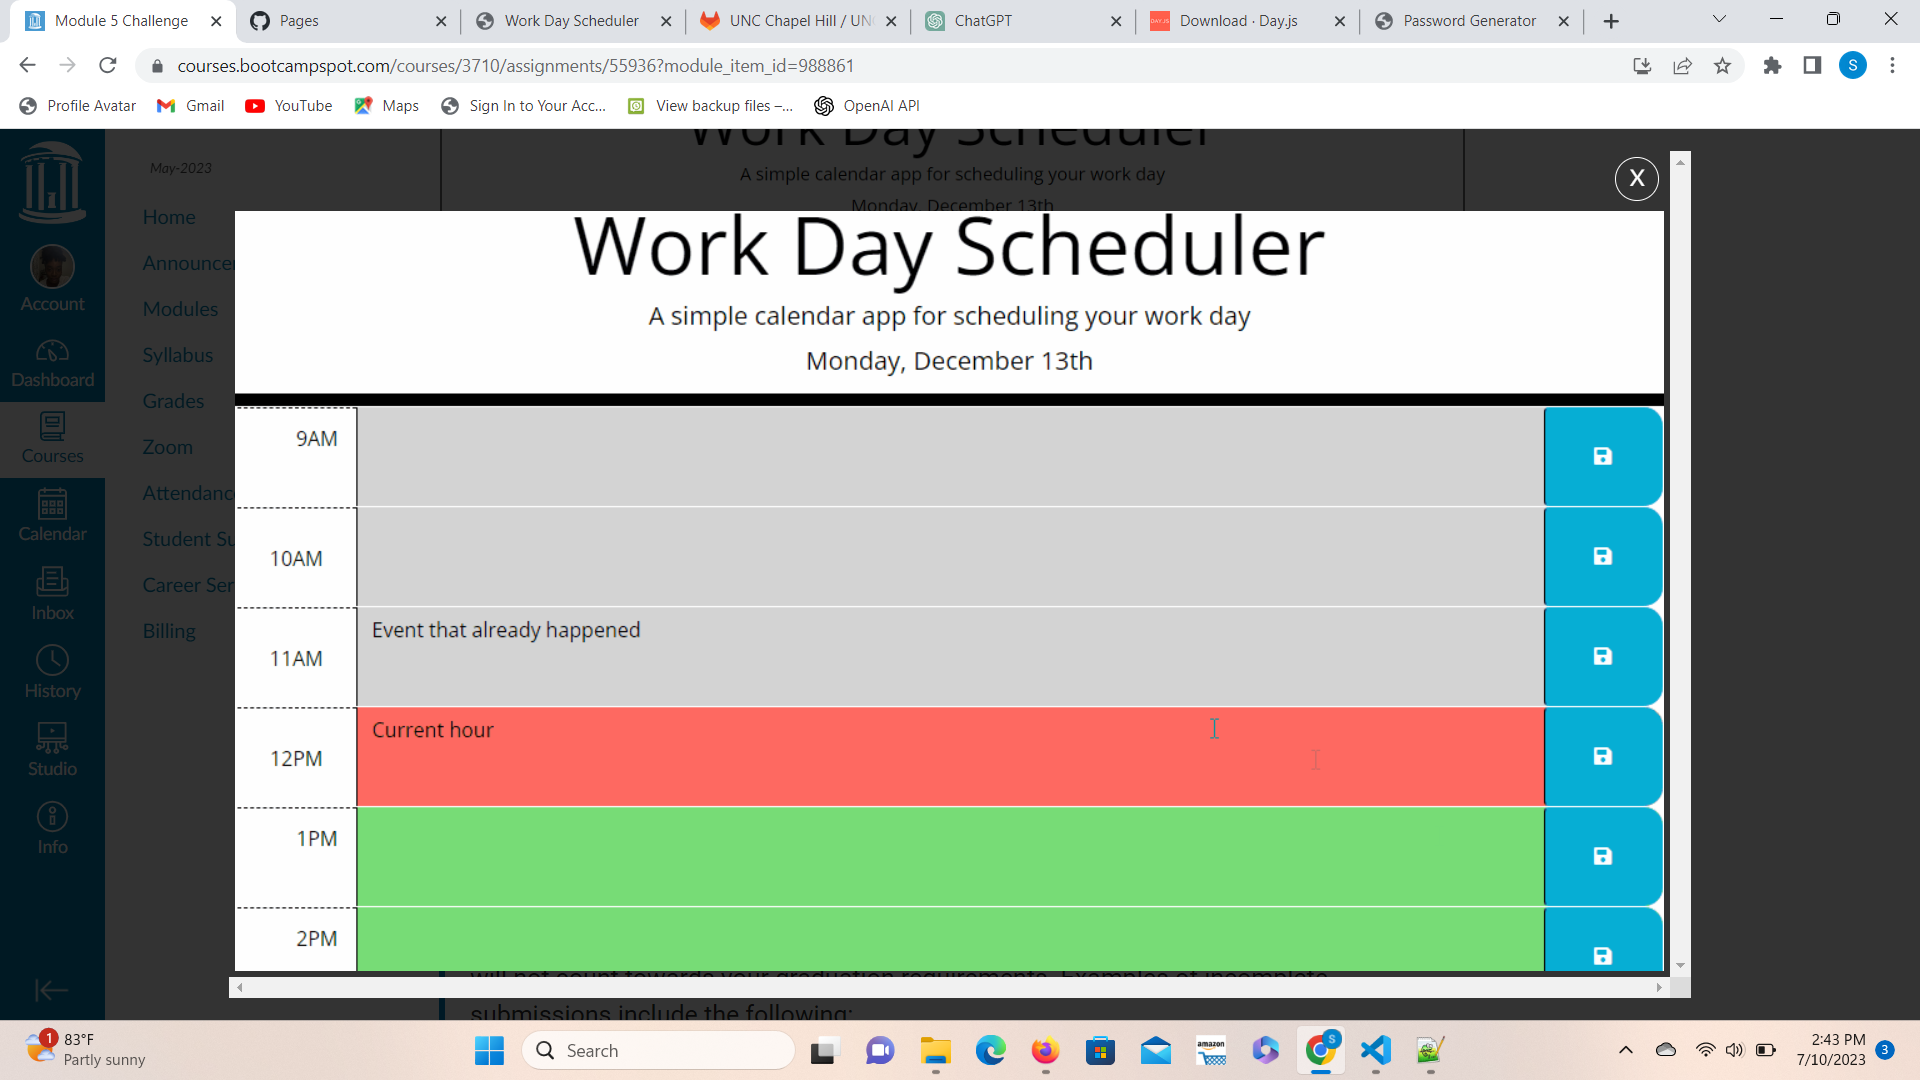 Module 5 Challenge
Pages
Work Day Scheduler
UNC Chapel Hill / UN
ChatGPT
DAY.JS
Download · Day.js
Password Generator
courses.bootcampspot.com/courses/3710/assignments/55936?module_item_id=988861
S
Profile Avatar
Gmail
YouTube
Maps
Sign In to Your Acc...
View backup files –...
OpenAI API
Work Day Scheduler
A simple calendar app for scheduling your work day
Monday, December 13th
May-2023
Home
Announcer
Modules
Syllabus
Grades
Zoom
Attendanc
Student Su
Career Ser
Billing
Account
Dashboard
Courses
Calendar
Inbox
History
Studio
Info
X
Work Day Scheduler
A simple calendar app for scheduling your work day
Monday, December 13th
9AM
10AM
11AM
Event that already happened
12PM
Current hour
1PM
2PM
will not count towards your graduation requirements. Examples of incomplete
submissions include the following:
1
83°F
Partly sunny
Search
amazon
S
2:43 PM
7/10/2023
3